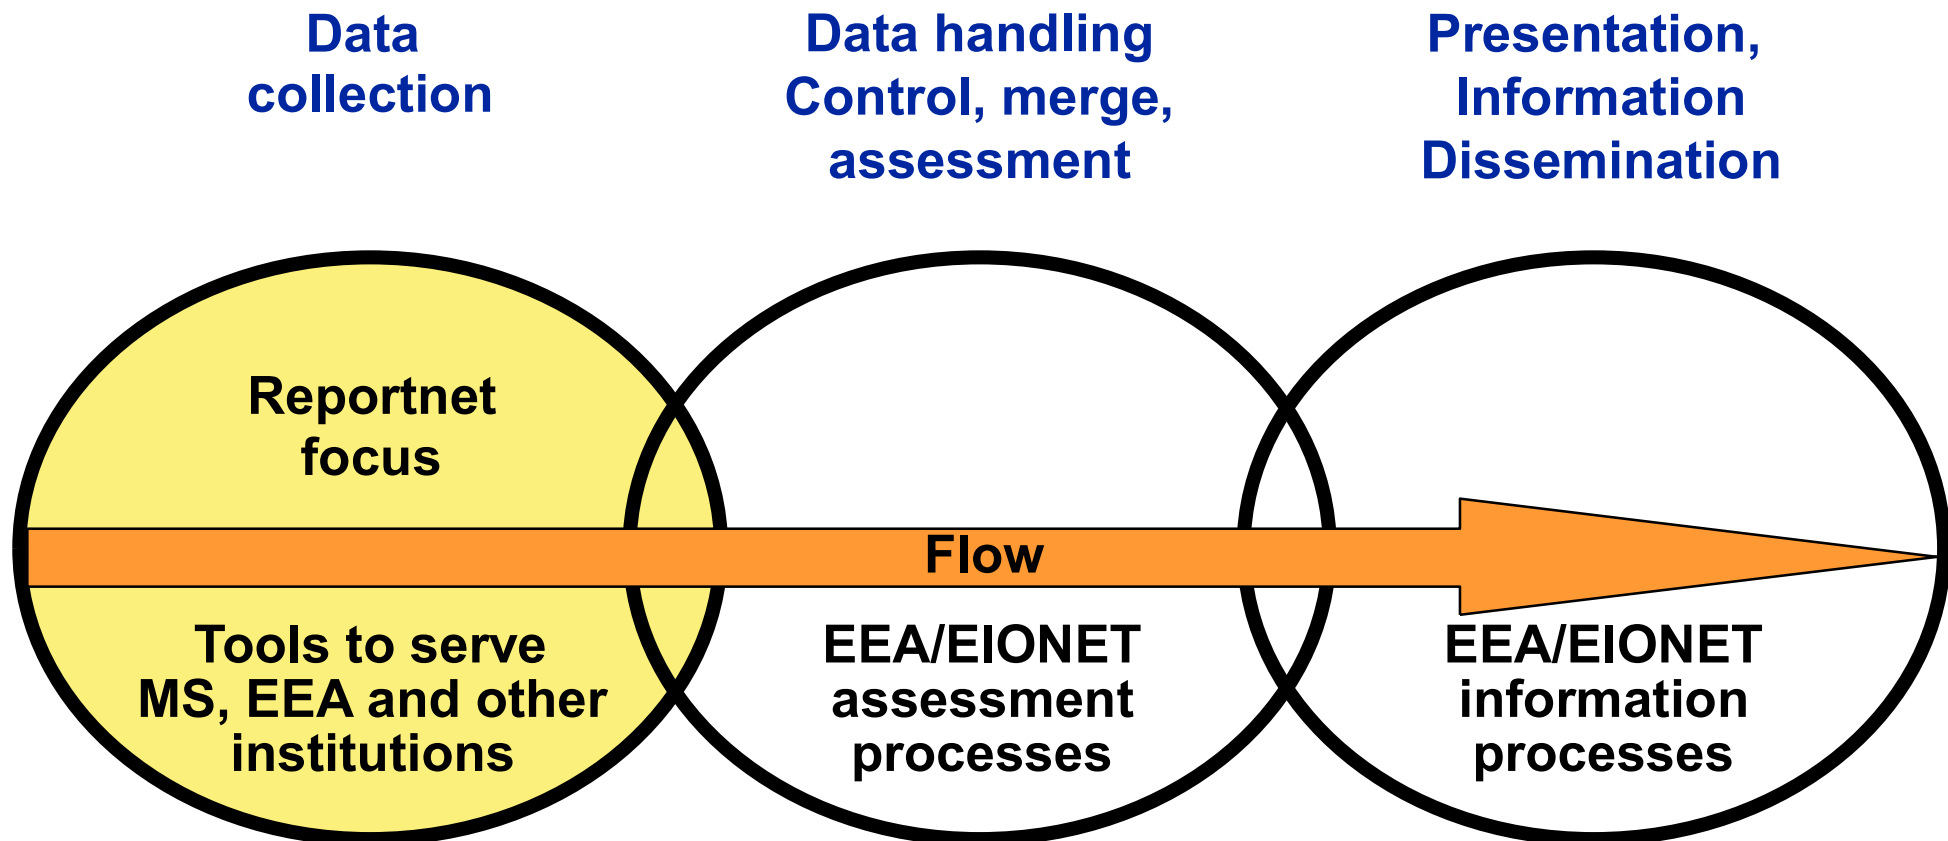 Data
collection
Data handling
Control, merge,
assessment
Presentation,
Information
Dissemination
Reportnet
focus
Flow
Tools to serve
MS, EEA and other
institutions
EEA/EIONET
assessment
processes
EEA/EIONET
information
processes